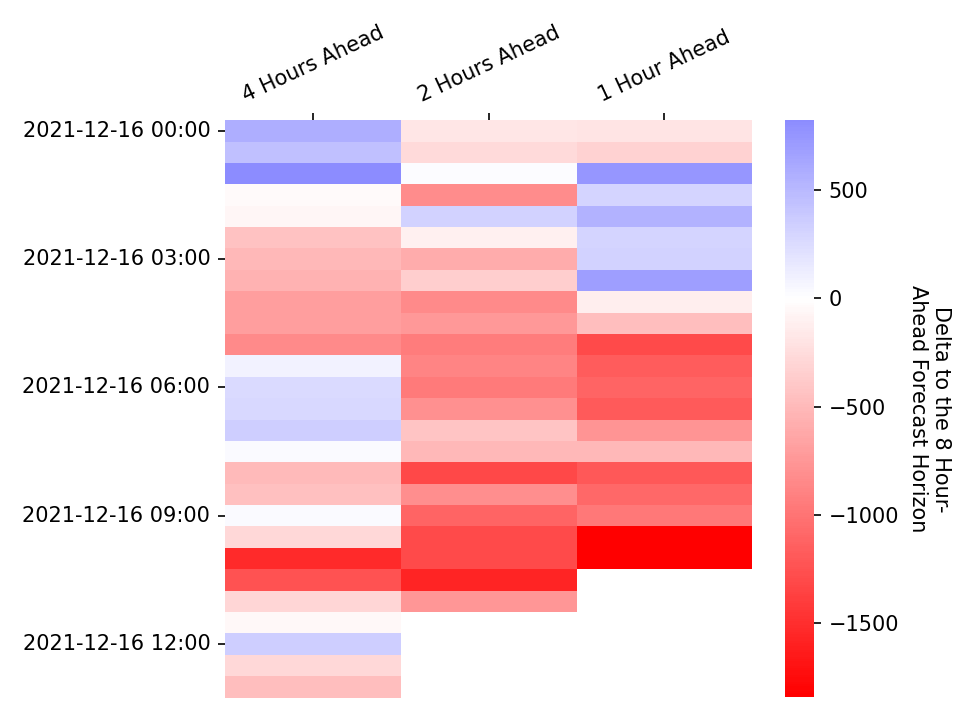 4 Hours Ahead
2 Hours Ahead
1 Hour Ahead
2021-12-16 00:00
2021-12-16 03:00
2021-12-16 06:00
2021-12-16 09:00
2021-12-16 12:00
500
0
−500
−1000
−1500
Delta to the 8 Hour-
Ahead Forecast Horizon